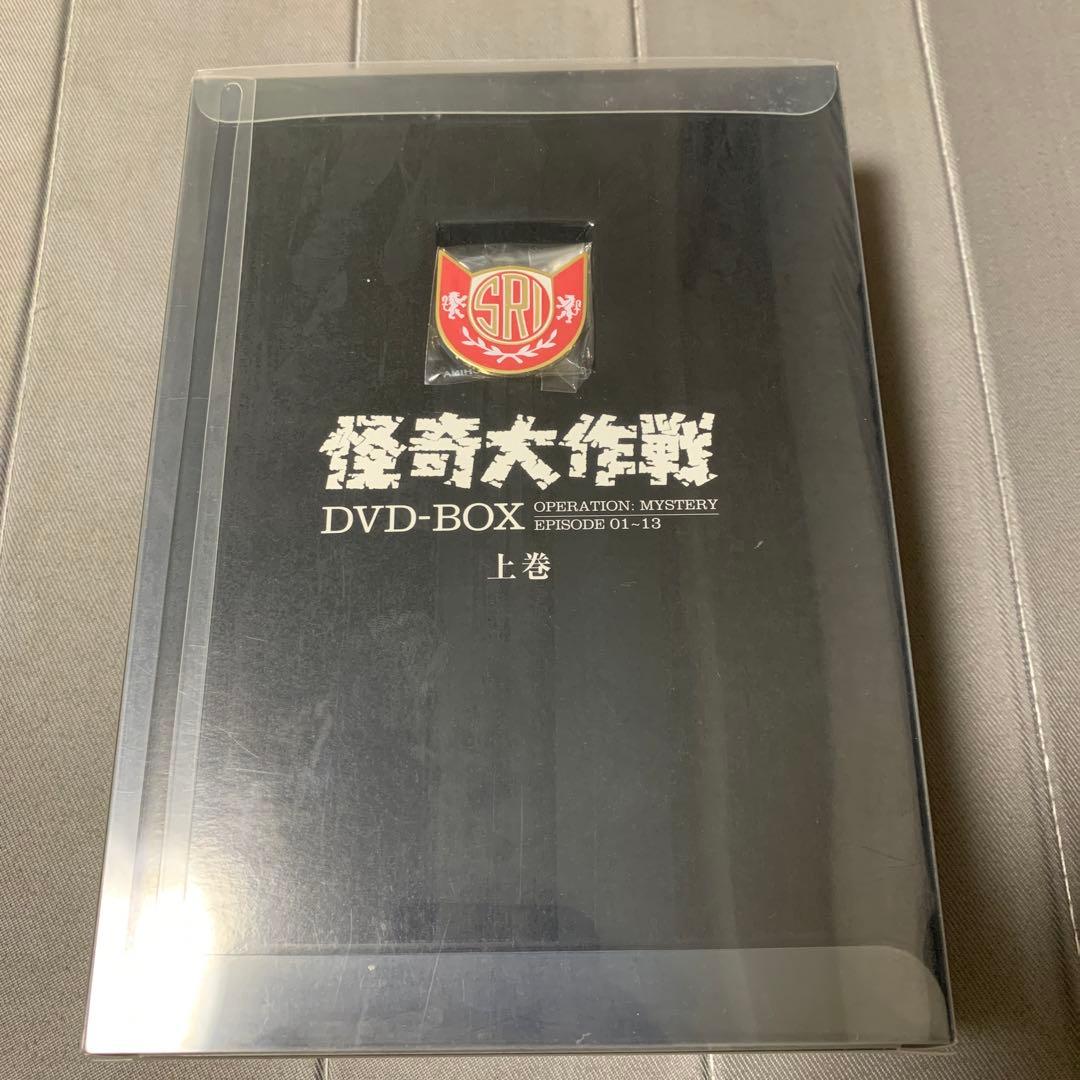 SRI
怪奇大作戦
DVD-BOX
OPERATION: MYSTERY
EPISODE 01~13
上巻